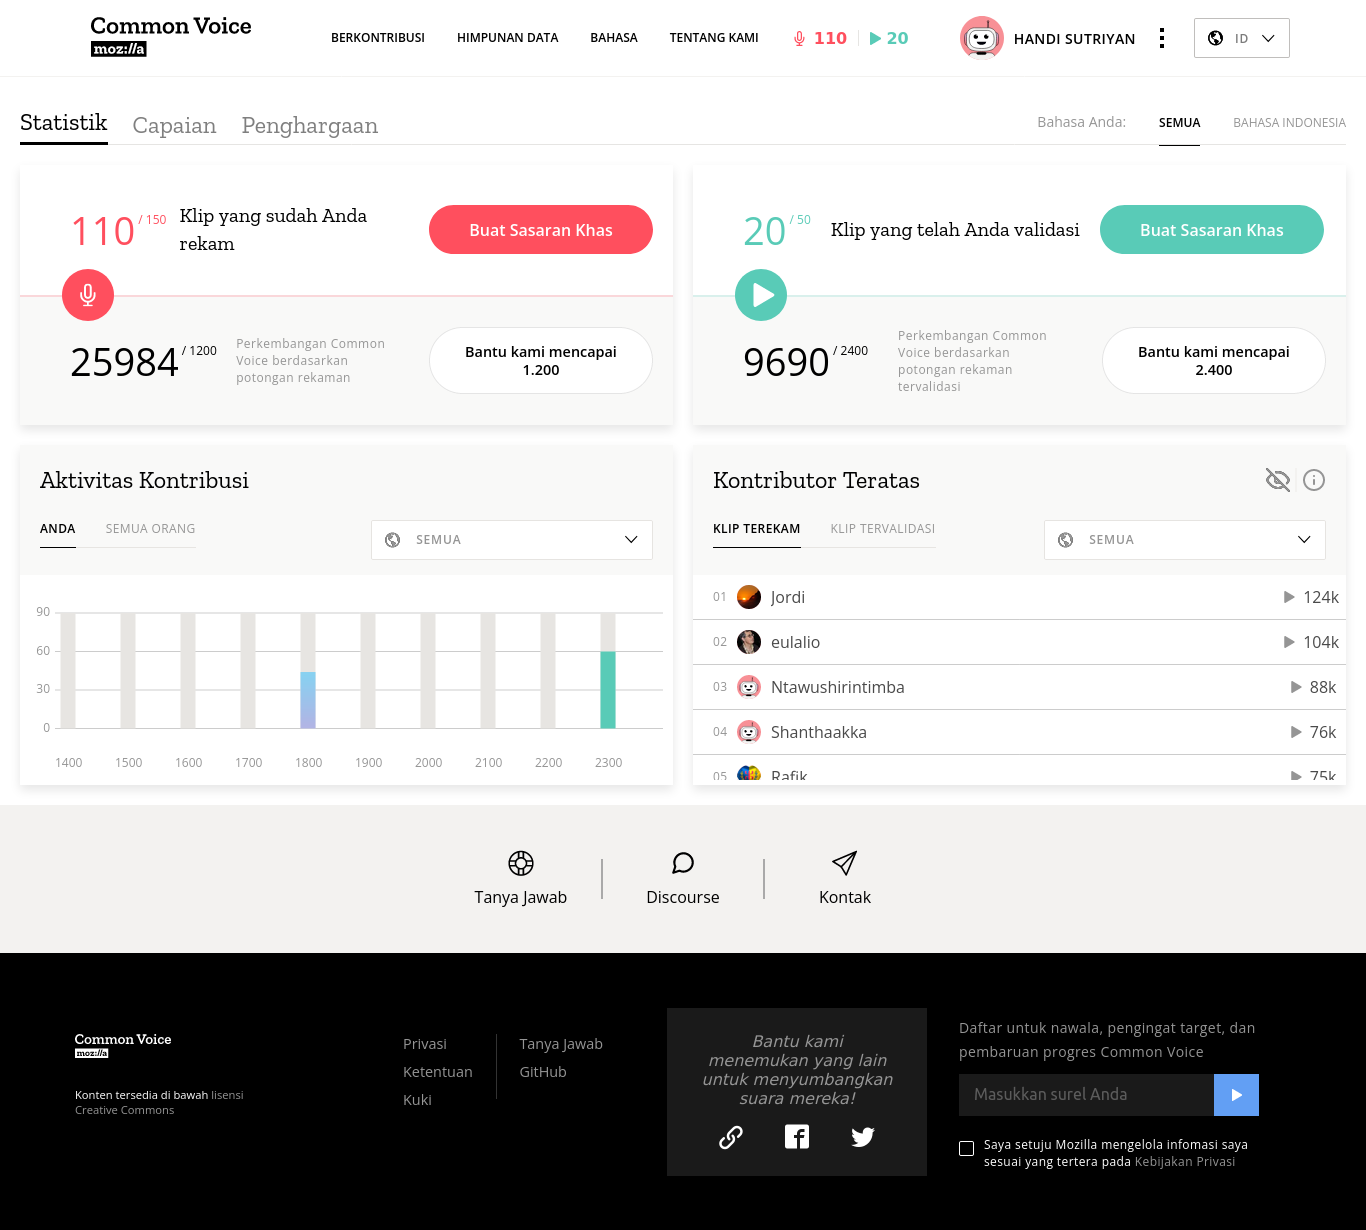 Common Voice
moz://a
BERKONTRIBUSI
HIMPUNAN DATA
BAHASA
TENTANG KAMI
110
20
HANDI SUTRIYAN
ID
Statistik
Capaian
Penghargaan
Bahasa Anda:
SEMUA
BAHASA INDONESIA
110 / 150
Klip yang sudah Anda
rekam
Buat Sasaran Khas
25984 / 1200
Perkembangan Common
Voice berdasarkan
potongan rekaman
Bantu kami mencapai
1.200
20 / 50
Klip yang telah Anda validasi
Buat Sasaran Khas
9690 / 2400
Perkembangan Common
Voice berdasarkan
potongan rekaman
tervalidasi
Bantu kami mencapai
2.400
Aktivitas Kontribusi
ANDA
SEMUA ORANG
SEMUA
90
60
30
0
1400 1500 1600 1700 1800 1900 2000 2100 2200 2300
Kontributor Teratas
KLIP TEREKAM
KLIP TERVALIDASI
SEMUA
01 Jordi 124k
02 eulalio 104k
03 Ntawushirintimba 88k
04 Shanthaakka 76k
05 Rafik 75k
Tanya Jawab
Discourse
Kontak
Common Voice
moz://a
Konten tersedia di bawah lisensi
Creative Commons
Privasi
Ketentuan
Kuki
Tanya Jawab
GitHub
Bantu kami
menemukan yang lain
untuk menyumbangkan
suara mereka!
Daftar untuk nawala, pengingat target, dan
pembaruan progres Common Voice
Masukkan surel Anda
Saya setuju Mozilla mengelola infomasi saya
sesuai yang tertera pada Kebijakan Privasi